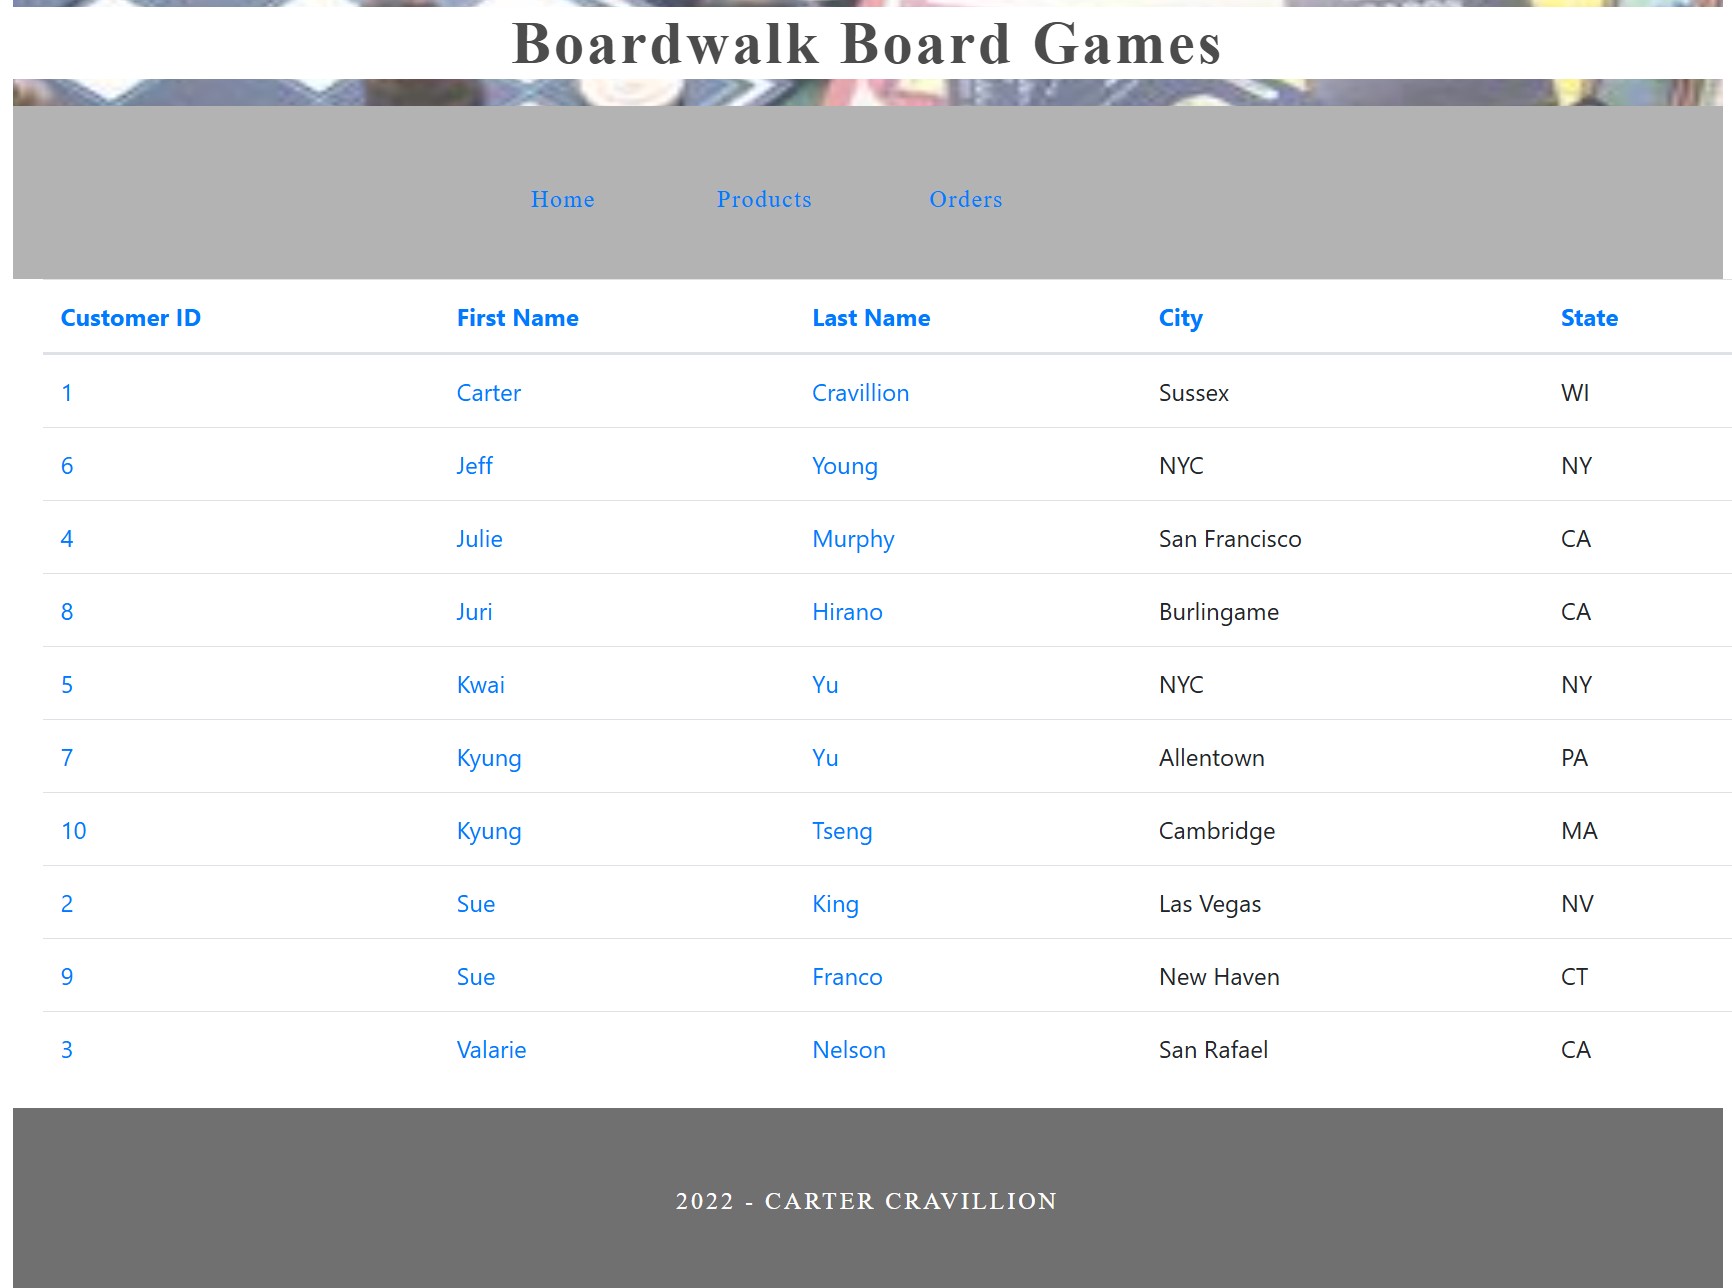 Boardwalk Board Games
Home Products Orders
Customer ID First Name Last Name City State
1 Carter Cravillion Sussex WI
6 Jeff Young NYC NY
4 Julie Murphy San Francisco CA
8 Juri Hirano Burlingame CA
5 Kwai Yu NYC NY
7 Kyung Yu Allentown PA
10 Kyung Tseng Cambridge MA
2 Sue King Las Vegas NV
9 Sue Franco New Haven CT
3 Valarie Nelson San Rafael CA
2022 - CARTER CRAVILLION